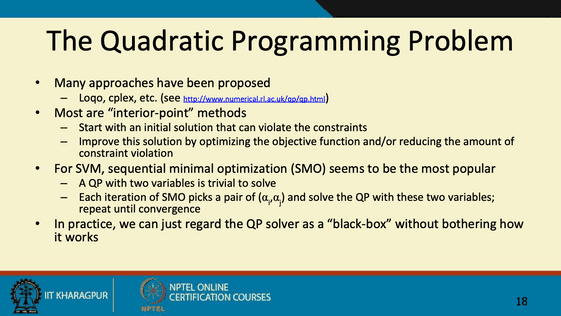 The Quadratic Programming Problem
• Many approaches have been proposed
– Loqo, cplex, etc. (see http://www.numerical.rl.ac.uk/qp/qp.html)
• Most are “interior-point” methods
– Start with an initial solution that can violate the constraints
– Improve this solution by optimizing the objective function and/or reducing the amount of
constraint violation
• For SVM, sequential minimal optimization (SMO) seems to be the most popular
– A QP with two variables is trivial to solve
– Each iteration of SMO picks a pair of (αi,αj) and solve the QP with these two variables;
repeat until convergence
• In practice, we can just regard the QP solver as a “black-box” without bothering how
it works
IIT KHARAGPUR
NPTEL
NPTEL ONLINE
CERTIFICATION COURSES
18